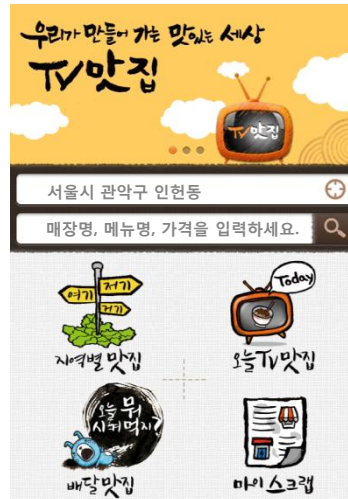 우리가 만들어 가는 맛있는 세상
TV맛집
TV맛집
서울시 관악구 인헌동
매장명, 메뉴명, 가격을 입력하세요.
여기
저기
거기
지역별 맛집
Today
오늘TV맛집
오늘 뭐
시켜먹지?
배달맛집
마이스크랩